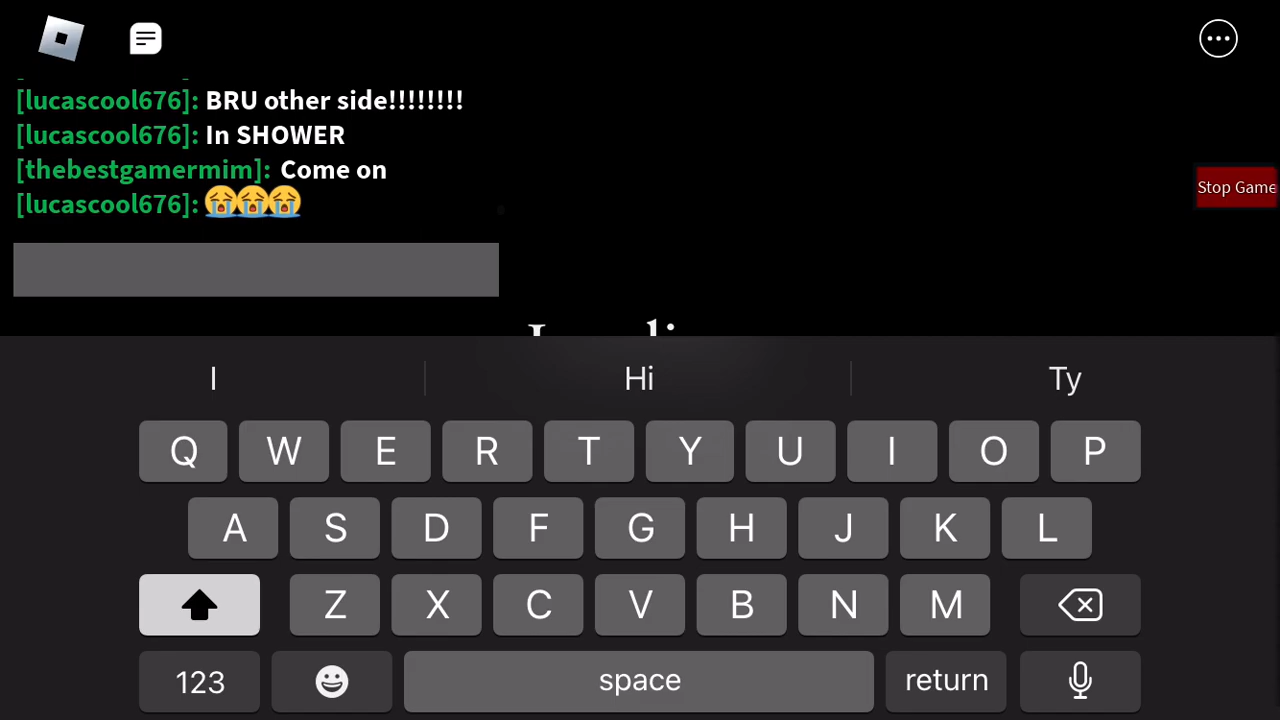 [lucascool676]: BRU other side!!!!!!!!
[lucascool676]: In SHOWER
[thebestgamermim]: Come on
[lucascool676]: 😭😭😭
Stop Game
I Hi Ty
Q W E R T Y U I O P
A S D F G H J K L
Z X C V B N M
123 space return